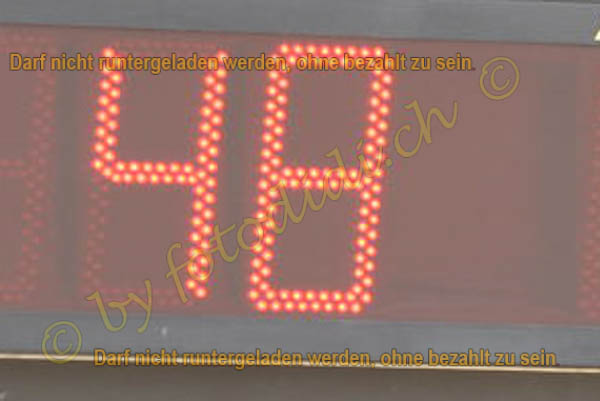 Darf nicht runtergeladen werden, ohne bezahlt zu sein.
48
© by fotodidi.ch ©
Darf nicht runtergeladen werden, ohne bezahlt zu sein